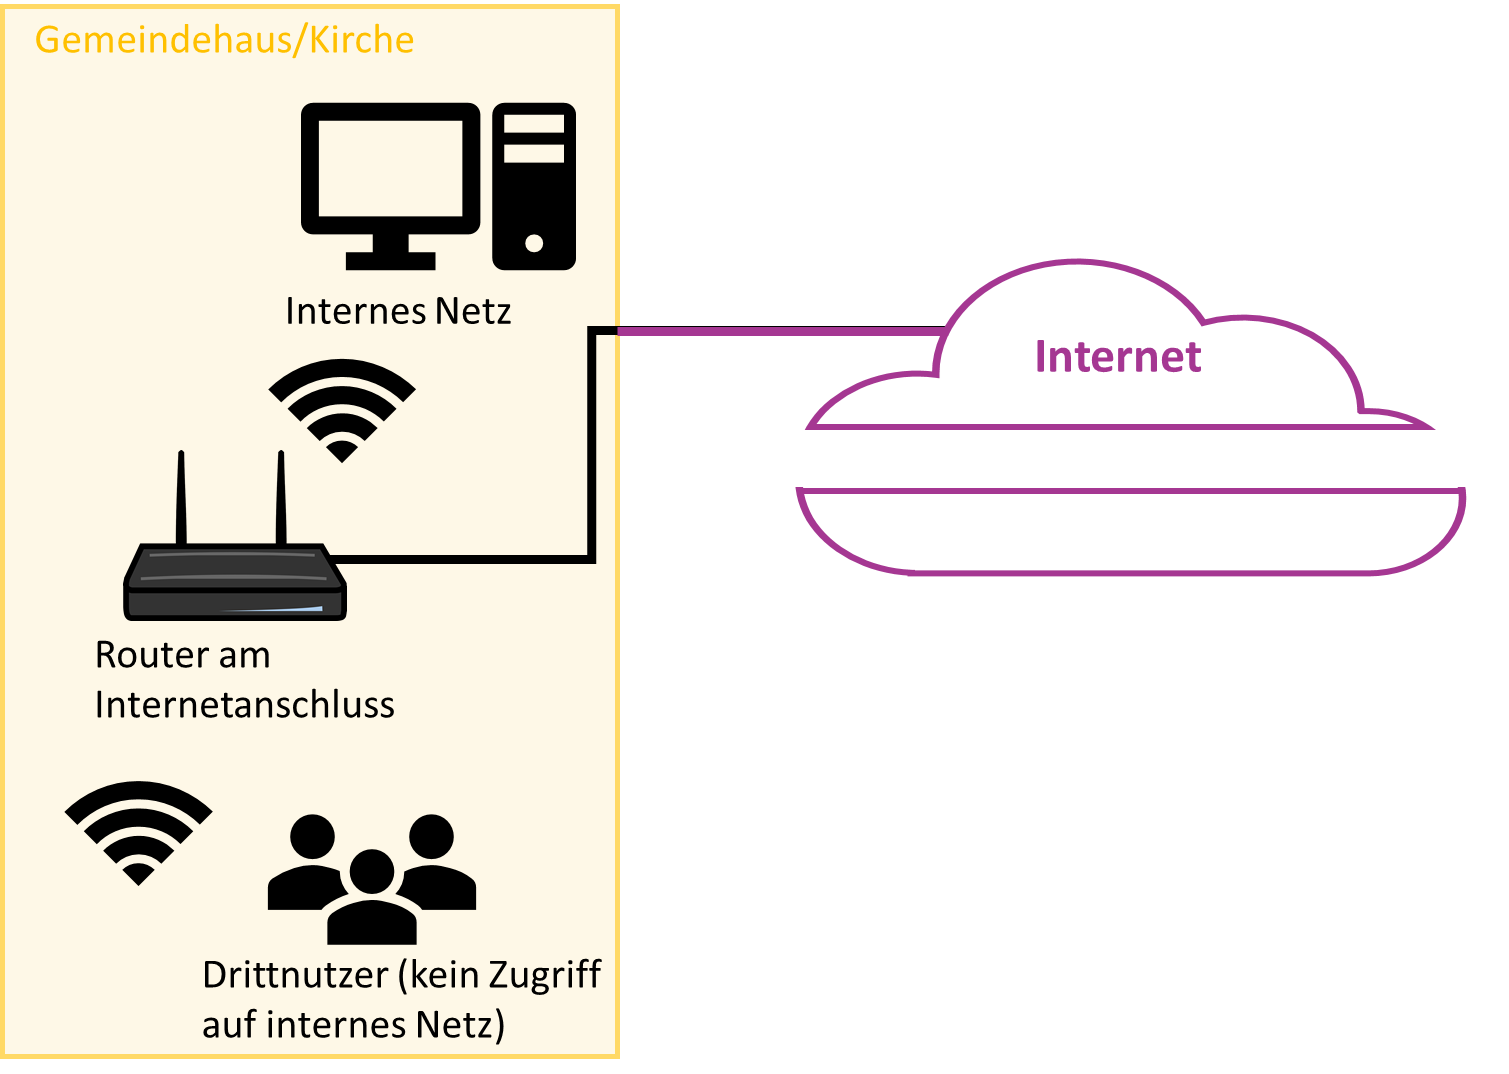 Gemeindehaus/Kirche
Internes Netz
Internet
Router am
Internetanschluss
Drittnutzer (kein Zugriff
auf internes Netz)